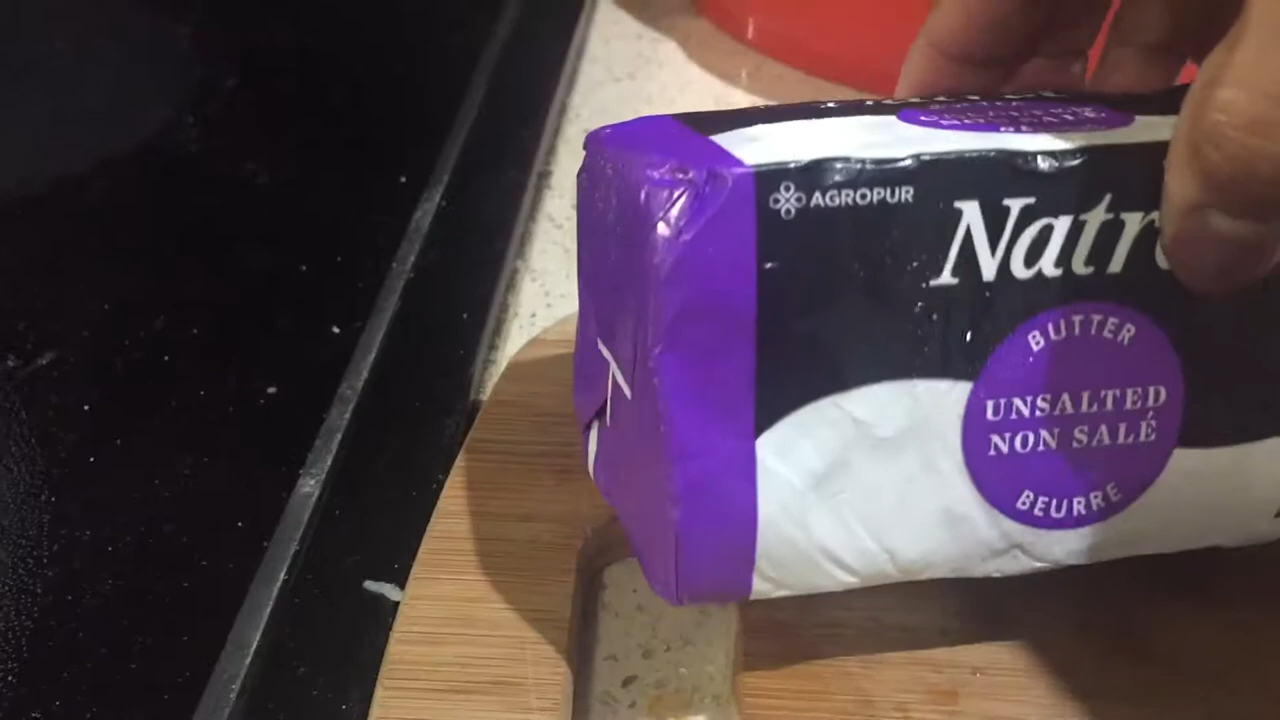 AGROPUR
Natr
BUTTER
UNSALTED
NON SALÉ
BEURRE